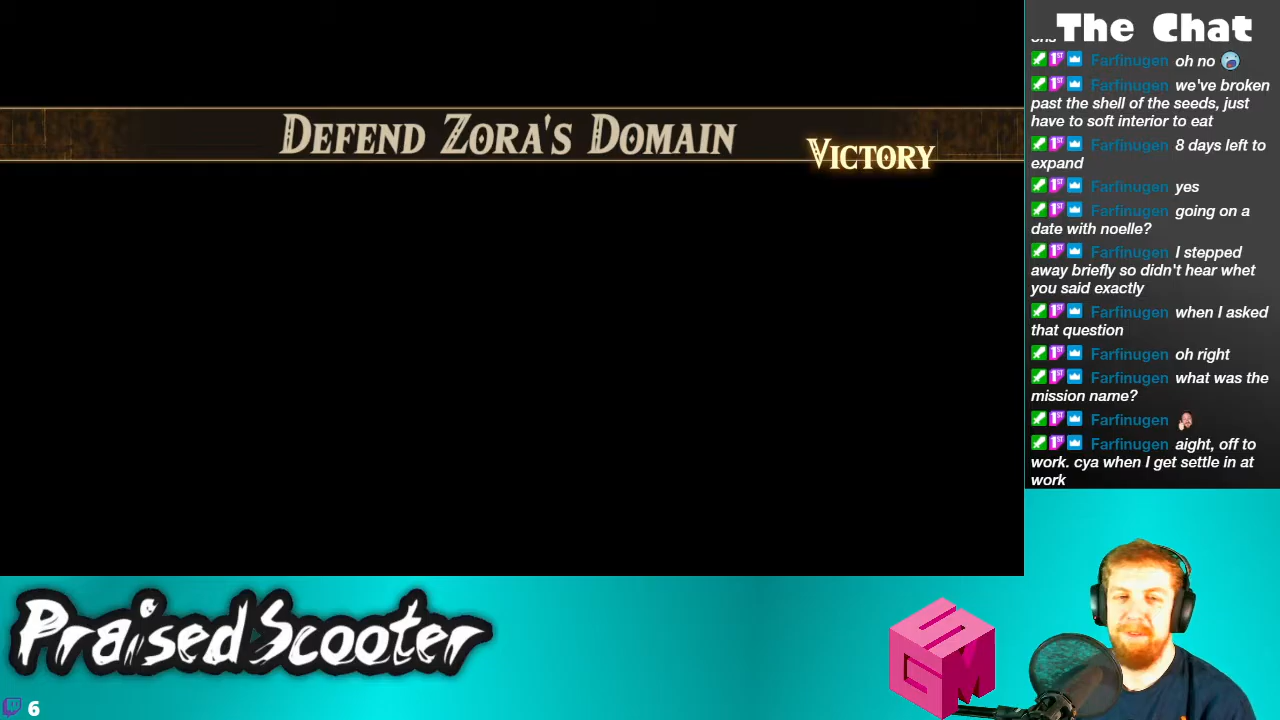 Defend Zora's Domain
Victory
The Chat
Farfinugen oh no
Farfinugen we've broken
past the shell of the seeds, just
have to soft interior to eat
Farfinugen 8 days left to
expand
Farfinugen yes
Farfinugen going on a
date with noelle?
Farfinugen I stepped
away briefly so didn't hear whet
you said exactly
Farfinugen when I asked
that question
Farfinugen oh right
Farfinugen what was the
mission name?
Farfinugen
Farfinugen aight, off to
work. cya when I get settle in at
work
PraisedScooter
SGM
6